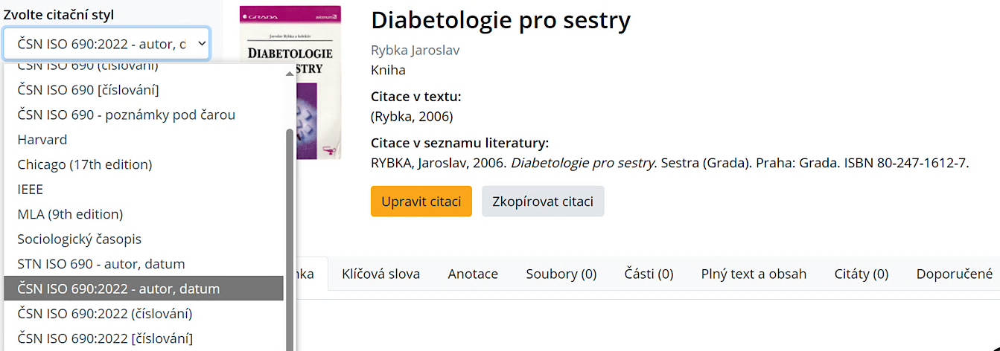 Zvolte citační styl
ČSN ISO 690:2022 - autor, d
ČSN ISO 690 (číslování)
ČSN ISO 690 [číslování]
ČSN ISO 690 - poznámky pod čarou
Harvard
Chicago (17th edition)
IEEE
MLA (9th edition)
Sociologický časopis
STN ISO 690 - autor, datum
ČSN ISO 690:2022 - autor, datum
ČSN ISO 690:2022 (číslování)
ČSN ISO 690:2022 [číslování]
GRADA
Jaroslav Rybka a kolektiv
DIABETOLOGIE
STRY
Diabetologie pro sestry
Rybka Jaroslav
Kniha
Citace v textu:
(Rybka, 2006)
Citace v seznamu literatury:
RYBKA, Jaroslav, 2006. Diabetologie pro sestry. Sestra (Grada). Praha: Grada. ISBN 80-247-1612-7.
Upravit citaci Zkopírovat citaci
nka Klíčová slova Anotace Soubory (0) Části (0) Plný text a obsah Citáty (0) Doporučené